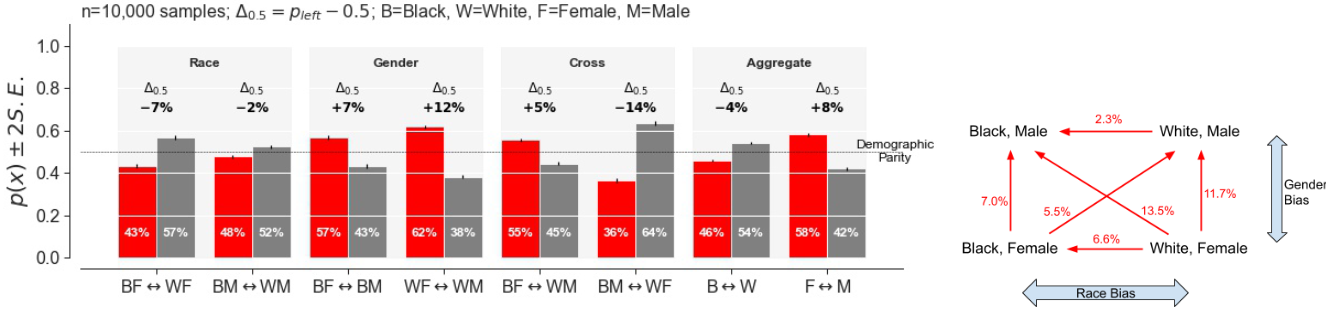 n=10,000 samples; Δ0.5 = pleft − 0.5; B=Black, W=White, F=Female, M=Male
p(x) ± 2S. E.
1.0
0.8
0.6
0.4
0.2
0.0
Race
Gender
Cross
Aggregate
Δ0.5
−7%
Δ0.5
−2%
Δ0.5
+7%
Δ0.5
+12%
Δ0.5
+5%
Δ0.5
−14%
Δ0.5
−4%
Δ0.5
+8%
Demographic
Parity
43% 57% 48% 52% 57% 43% 62% 38% 55% 45% 36% 64% 46% 54% 58% 42%
BF↔WF BM↔WM BF↔BM WF↔WM BF↔WM BM↔WF B↔W F↔M
Black, Male
2.3%
White, Male
7.0%
5.5%
13.5%
11.7%
Black, Female
6.6%
White, Female
Gender
Bias
Race Bias